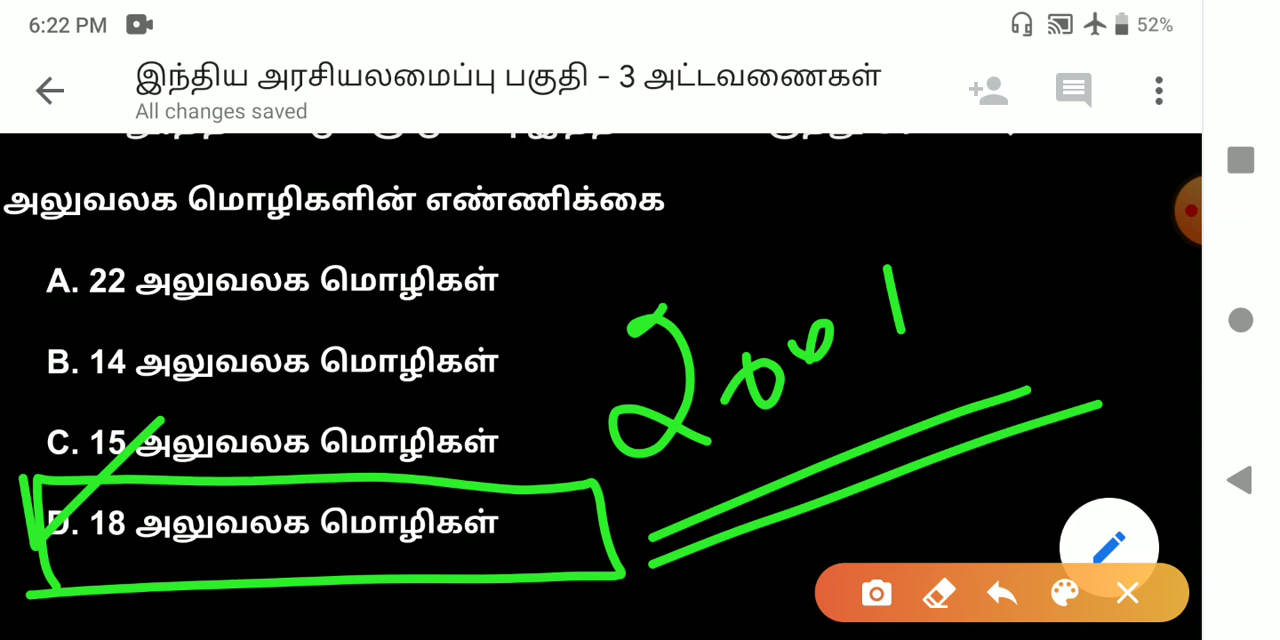 6:22 PM
52%
இந்திய அரசியலமைப்பு பகுதி - 3 அட்டவணைகள்
All changes saved
அலுவலக மொழிகளின் எண்ணிக்கை
A. 22 அலுவலக மொழிகள்
B. 14 அலுவலக மொழிகள்
C. 15 அலுவலக மொழிகள்
D. 18 அலுவலக மொழிகள்